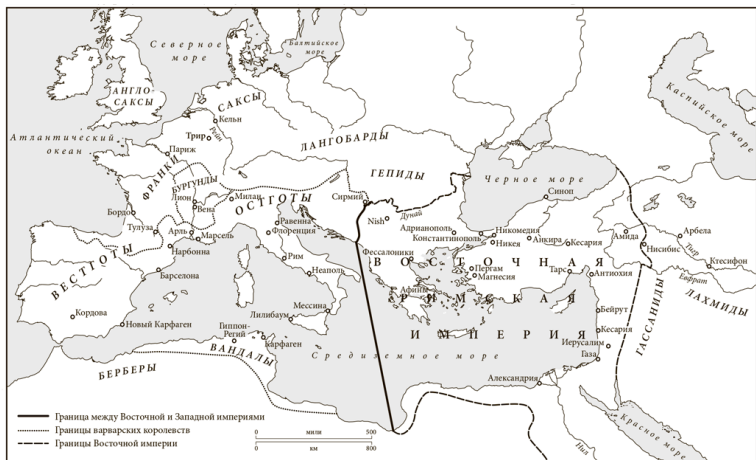 Северное
море
Балтийское
море
АНГЛО-
САКСЫ
САКСЫ
Кельн
Атлантический
океан
Трир
Рейн
Париж
ЛАНГОБАРДЫ
ГЕПИДЫ
ФРАНКИ
БУРГУНДЫ
Лион
Вена
Милан
ОСТГОТЫ
Сирмий
Бордо
Тулуза
Арль
Марсель
Нарбонна
Равенна
Флоренция
Nish
Дунай
Черное море
Синоп
Каспийское
море
Адрианополь
Константинополь
Никомедия
Никея
Анкира
Кесария
Амида
Нисибис
Арбела
Тигр
Ктесифон
Евфрат
ВЕСТГОТЫ
Барселона
Рим
Неаполь
Фессалоники
ВОСТОЧНАЯ
Пергам
Магнесия
Тарс
Антиохия
Афины
РИМСКАЯ
ЛАХМИДЫ
ГАССАНИДЫ
Кордова
Новый Карфаген
Мессина
Лилибаум
Гиппон-
Регий
Карфаген
ВАНДАЛЫ
БЕРБЕРЫ
Средиземное море
ИМПЕРИЯ
Бейрут
Кесария
Иерусалим
Газа
Александрия
Нил
Красное море
Граница между Восточной и Западной империями
Границы варварских королевств
Границы Восточной империи
0 мили 500
0 км 800